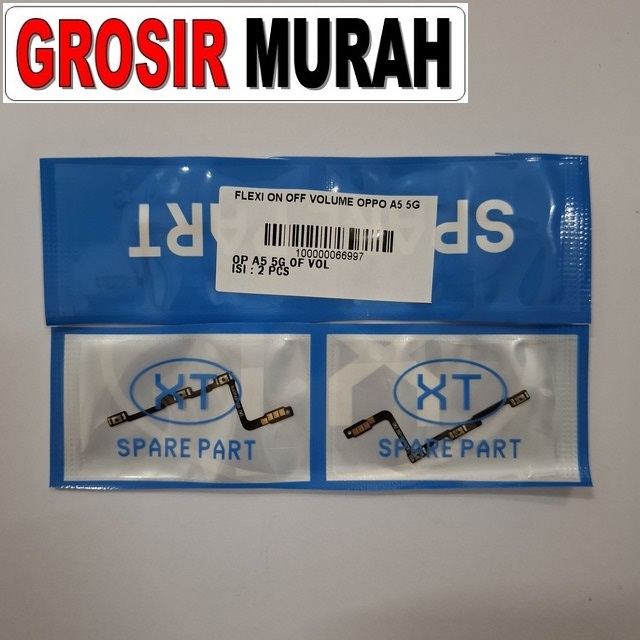 GROSIR MURAH
FLEXI ON OFF VOLUME OPPO A5 5G
SPARE PART
100000066997
OP A5 5G OF VOL
ISI : 2 PCS
XT
SPARE PART
XT
SPARE PART